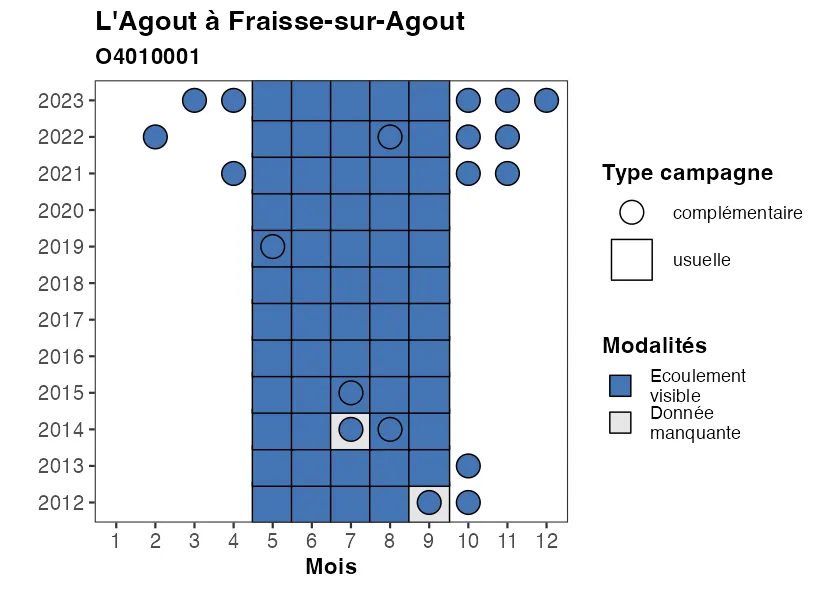 L'Agout à Fraisse-sur-Agout
O4010001
2023
2022
2021
2020
2019
2018
2017
2016
2015
2014
2013
2012
1 2 3 4 5 6 7 8 9 10 11 12
Mois
Type campagne
complémentaire
usuelle
Modalités
Ecoulement
visible
Donnée
manquante